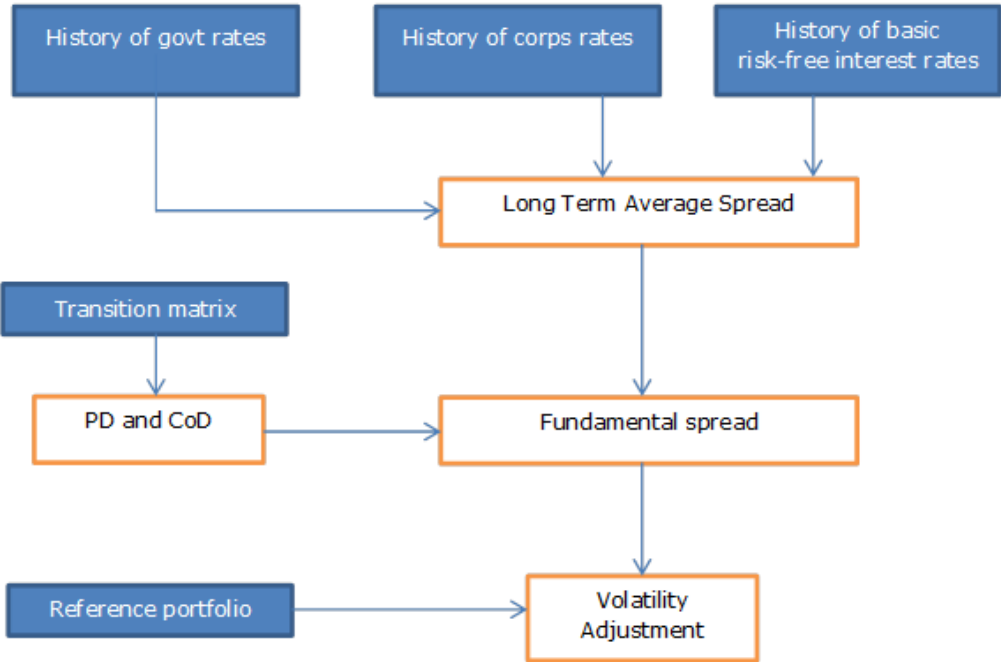 History of govt rates
History of corps rates
History of basic
risk-free interest rates
Long Term Average Spread
Transition matrix
PD and CoD
Fundamental spread
Reference portfolio
Volatility
Adjustment